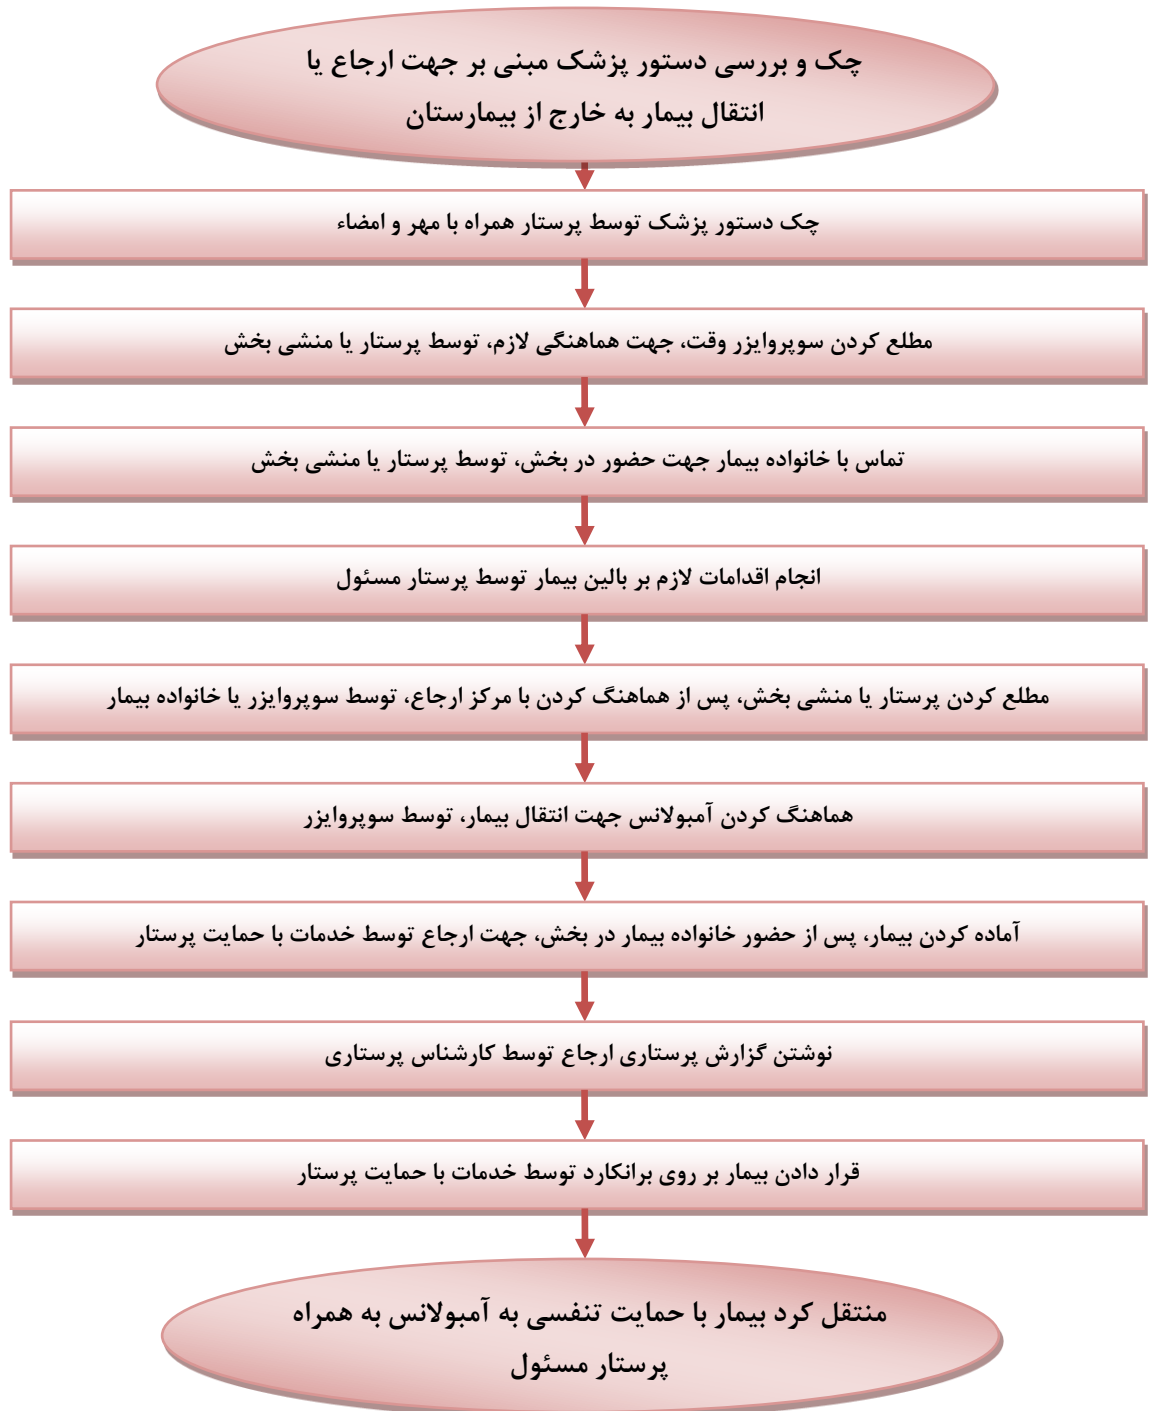 چک و بررسی دستور پزشک مبنی بر جهت ارجاع یا
انتقال بیمار به خارج از بیمارستان
چک دستور پزشک توسط پرستار همراه با مهر و امضاء
مطلع کردن سوپروایزر وقت، جهت هماهنگی لازم، توسط پرستار یا منشی بخش
تماس با خانواده بیمار جهت حضور در بخش، توسط پرستار یا منشی بخش
انجام اقدامات لازم بر بالین بیمار توسط پرستار مسئول
مطلع کردن پرستار یا منشی بخش، پس از هماهنگ کردن با مرکز ارجاع، توسط سوپروایزر یا خانواده بیمار
هماهنگ کردن آمبولانس جهت انتقال بیمار، توسط سوپروایزر
آماده کردن بیمار، پس از حضور خانواده بیمار در بخش، جهت ارجاع توسط خدمات با حمایت پرستار
نوشتن گزارش پرستاری ارجاع توسط کارشناس پرستاری
قرار دادن بیمار بر روی برانکارد توسط خدمات با حمایت پرستار
منتقل کرد بیمار با حمایت تنفسی به آمبولانس به همراه
پرستار مسئول